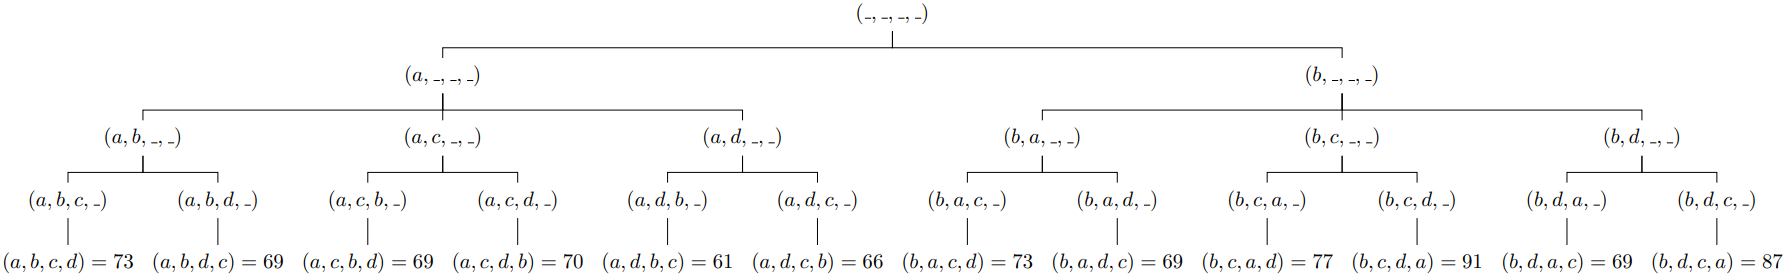 (_, _, _, _)
(a, _, _, _) (b, _, _, _)
(a, b, _, _) (a, c, _, _) (a, d, _, _) (b, a, _, _) (b, c, _, _) (b, d, _, _)
(a, b, c, _) (a, b, d, _) (a, c, b, _) (a, c, d, _) (a, d, b, _) (a, d, c, _) (b, a, c, _) (b, a, d, _) (b, c, a, _) (b, c, d, _) (b, d, a, _) (b, d, c, _)
(a, b, c, d) = 73 (a, b, d, c) = 69 (a, c, b, d) = 69 (a, c, d, b) = 70 (a, d, b, c) = 61 (a, d, c, b) = 66 (b, a, c, d) = 73 (b, a, d, c) = 69 (b, c, a, d) = 77 (b, c, d, a) = 91 (b, d, a, c) = 69 (b, d, c, a) = 87